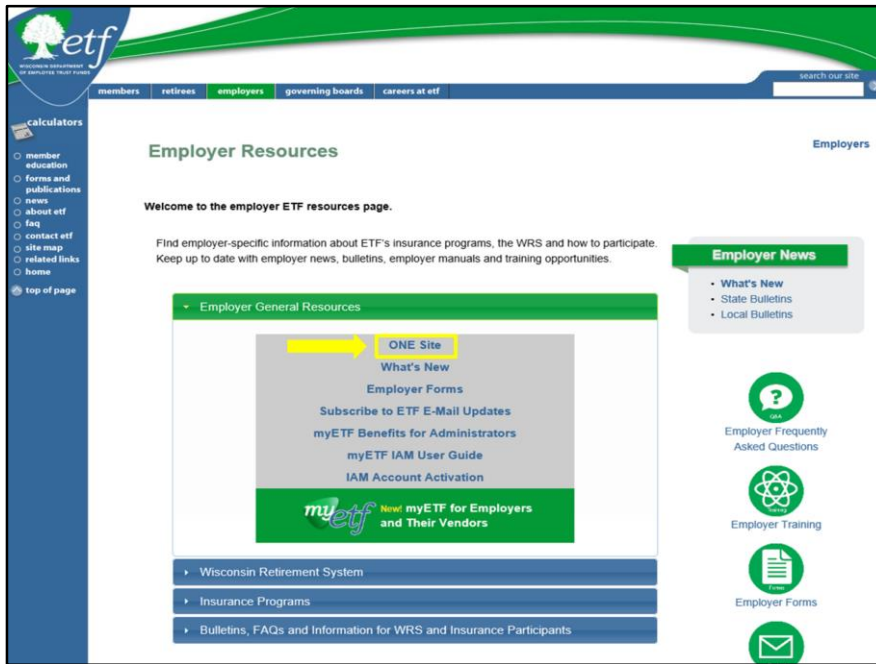 etf
WISCONSIN DEPARTMENT
OF EMPLOYEE TRUST FUNDS
search our site
members retirees employers governing boards careers at etf
calculators
member
education
forms and
publications
news
about etf
faq
contact etf
site map
related links
home
top of page
Employer Resources
Employers
Welcome to the employer ETF resources page.
FInd employer-specific information about ETF's insurance programs, the WRS and how to participate.
Keep up to date with employer news, bulletins, employer manuals and training opportunities.
Employer General Resources
ONE Site
What's New
Employer Forms
Subscribe to ETF E-Mail Updates
myETF Benefits for Administrators
myETF IAM User Guide
IAM Account Activation
myetf New! myETF for Employers
and Their Vendors
Wisconsin Retirement System
Insurance Programs
Bulletins, FAQs and Information for WRS and Insurance Participants
Employer News
What's New
State Bulletins
Local Bulletins
?
Q&A
Employer Frequently
Asked Questions
Training
Employer Training
Forms
Employer Forms